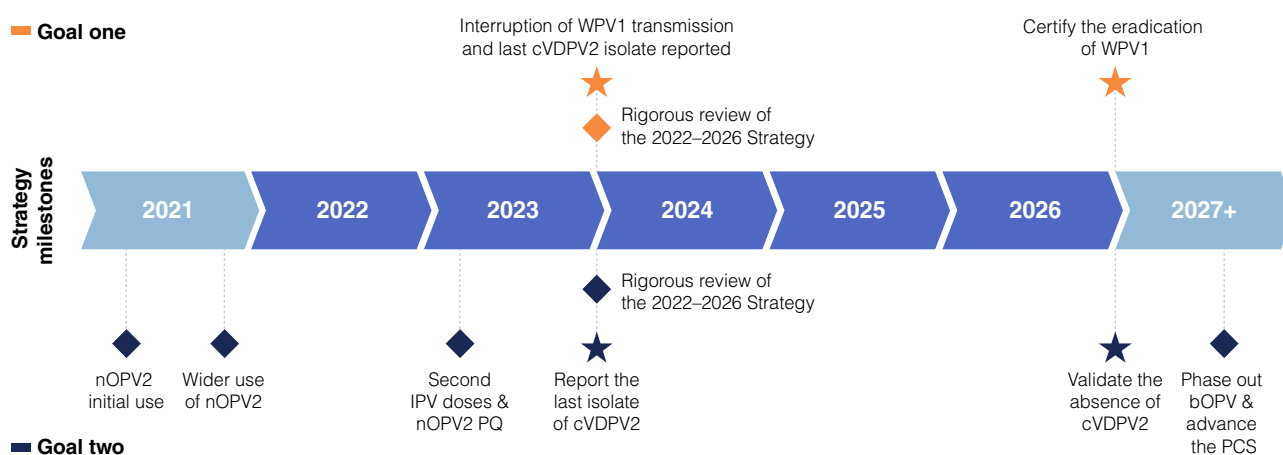 Goal one
Interruption of WPV1 transmission
and last cVDPV2 isolate reported
Certify the eradication
of WPV1
Rigorous review of
the 2022–2026 Strategy
Strategy
milestones
2021
2022
2023
2024
2025
2026
2027+
Rigorous review of
the 2022–2026 Strategy
nOPV2
initial use
Wider use
of nOPV2
Second
IPV doses &
nOPV2 PQ
Report the
last isolate
of cVDPV2
Validate the
absence of
cVDPV2
Phase out
bOPV &
advance
the PCS
Goal two